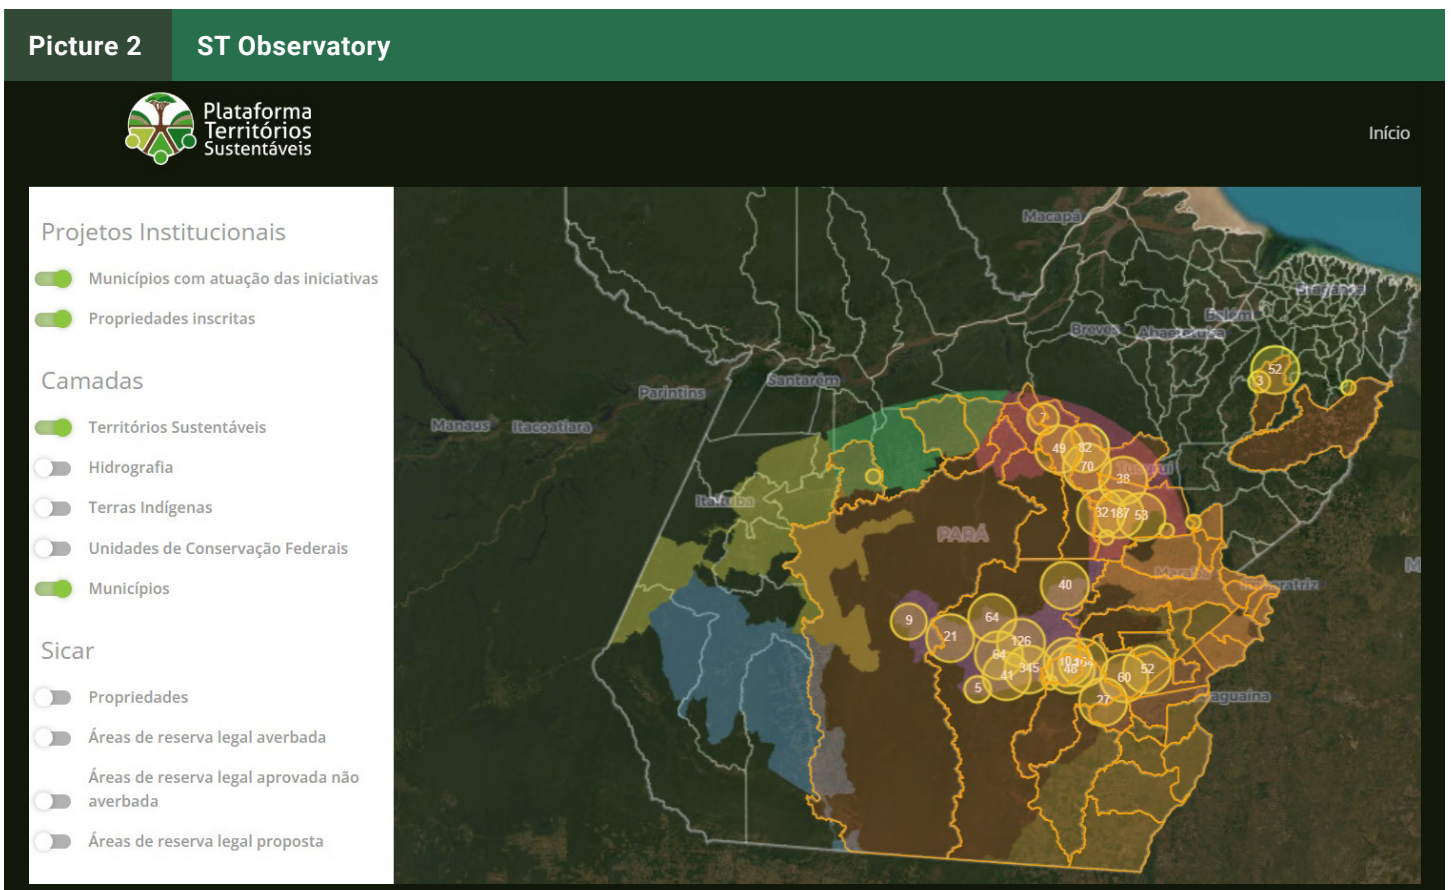 Picture 2
ST Observatory
Plataforma
Territórios
Sustentáveis
Início
Projetos Institucionais
Municípios com atuação das iniciativas
Propriedades inscritas
Camadas
Territórios Sustentáveis
Hidrografia
Terras Indígenas
Unidades de Conservação Federais
Municípios
Sicar
Propriedades
Áreas de reserva legal averbada
Áreas de reserva legal aprovada não
averbada
Áreas de reserva legal proposta
Macapá
Bragança
Belém
Breves
Abaetetuba
52
3
Santarém
Parintins
Manaus
Itacoatiara
7
49
82
70
Tucuruí
38
Itaituba
32
187
53
PARÁ
Marabá
40
9
64
21
126
64
345
41
5
48
52
60
27
araguaina